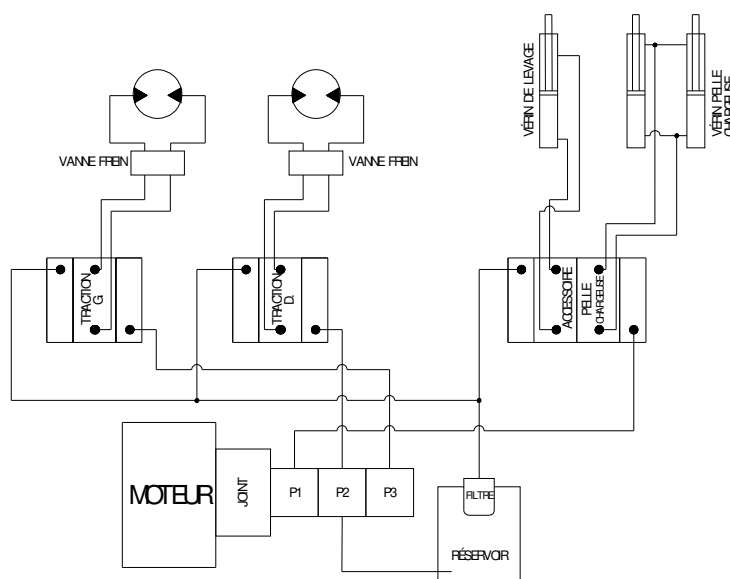 VÉRIN DE LEVAGE
VÉRIN PELLE
CHARGEUSE
VANNE FREIN
VANNE FREIN
TRACTION
G.
TRACTION
D.
ACCESSOIRE
PELLE
CHARGEUSE
MOTEUR
JOINT
P1
P2
P3
FILTRE
RÉSERVOIR